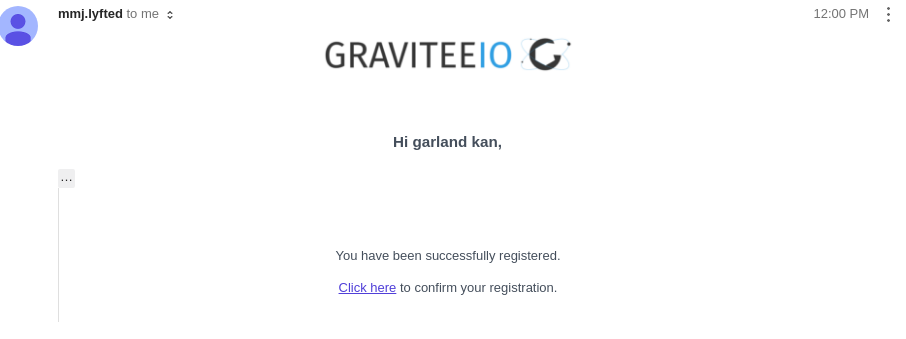 mmj.lyfted to me
12:00 PM
GRAVITEEIO
Hi garland kan,
...
You have been successfully registered.
Click here to confirm your registration.